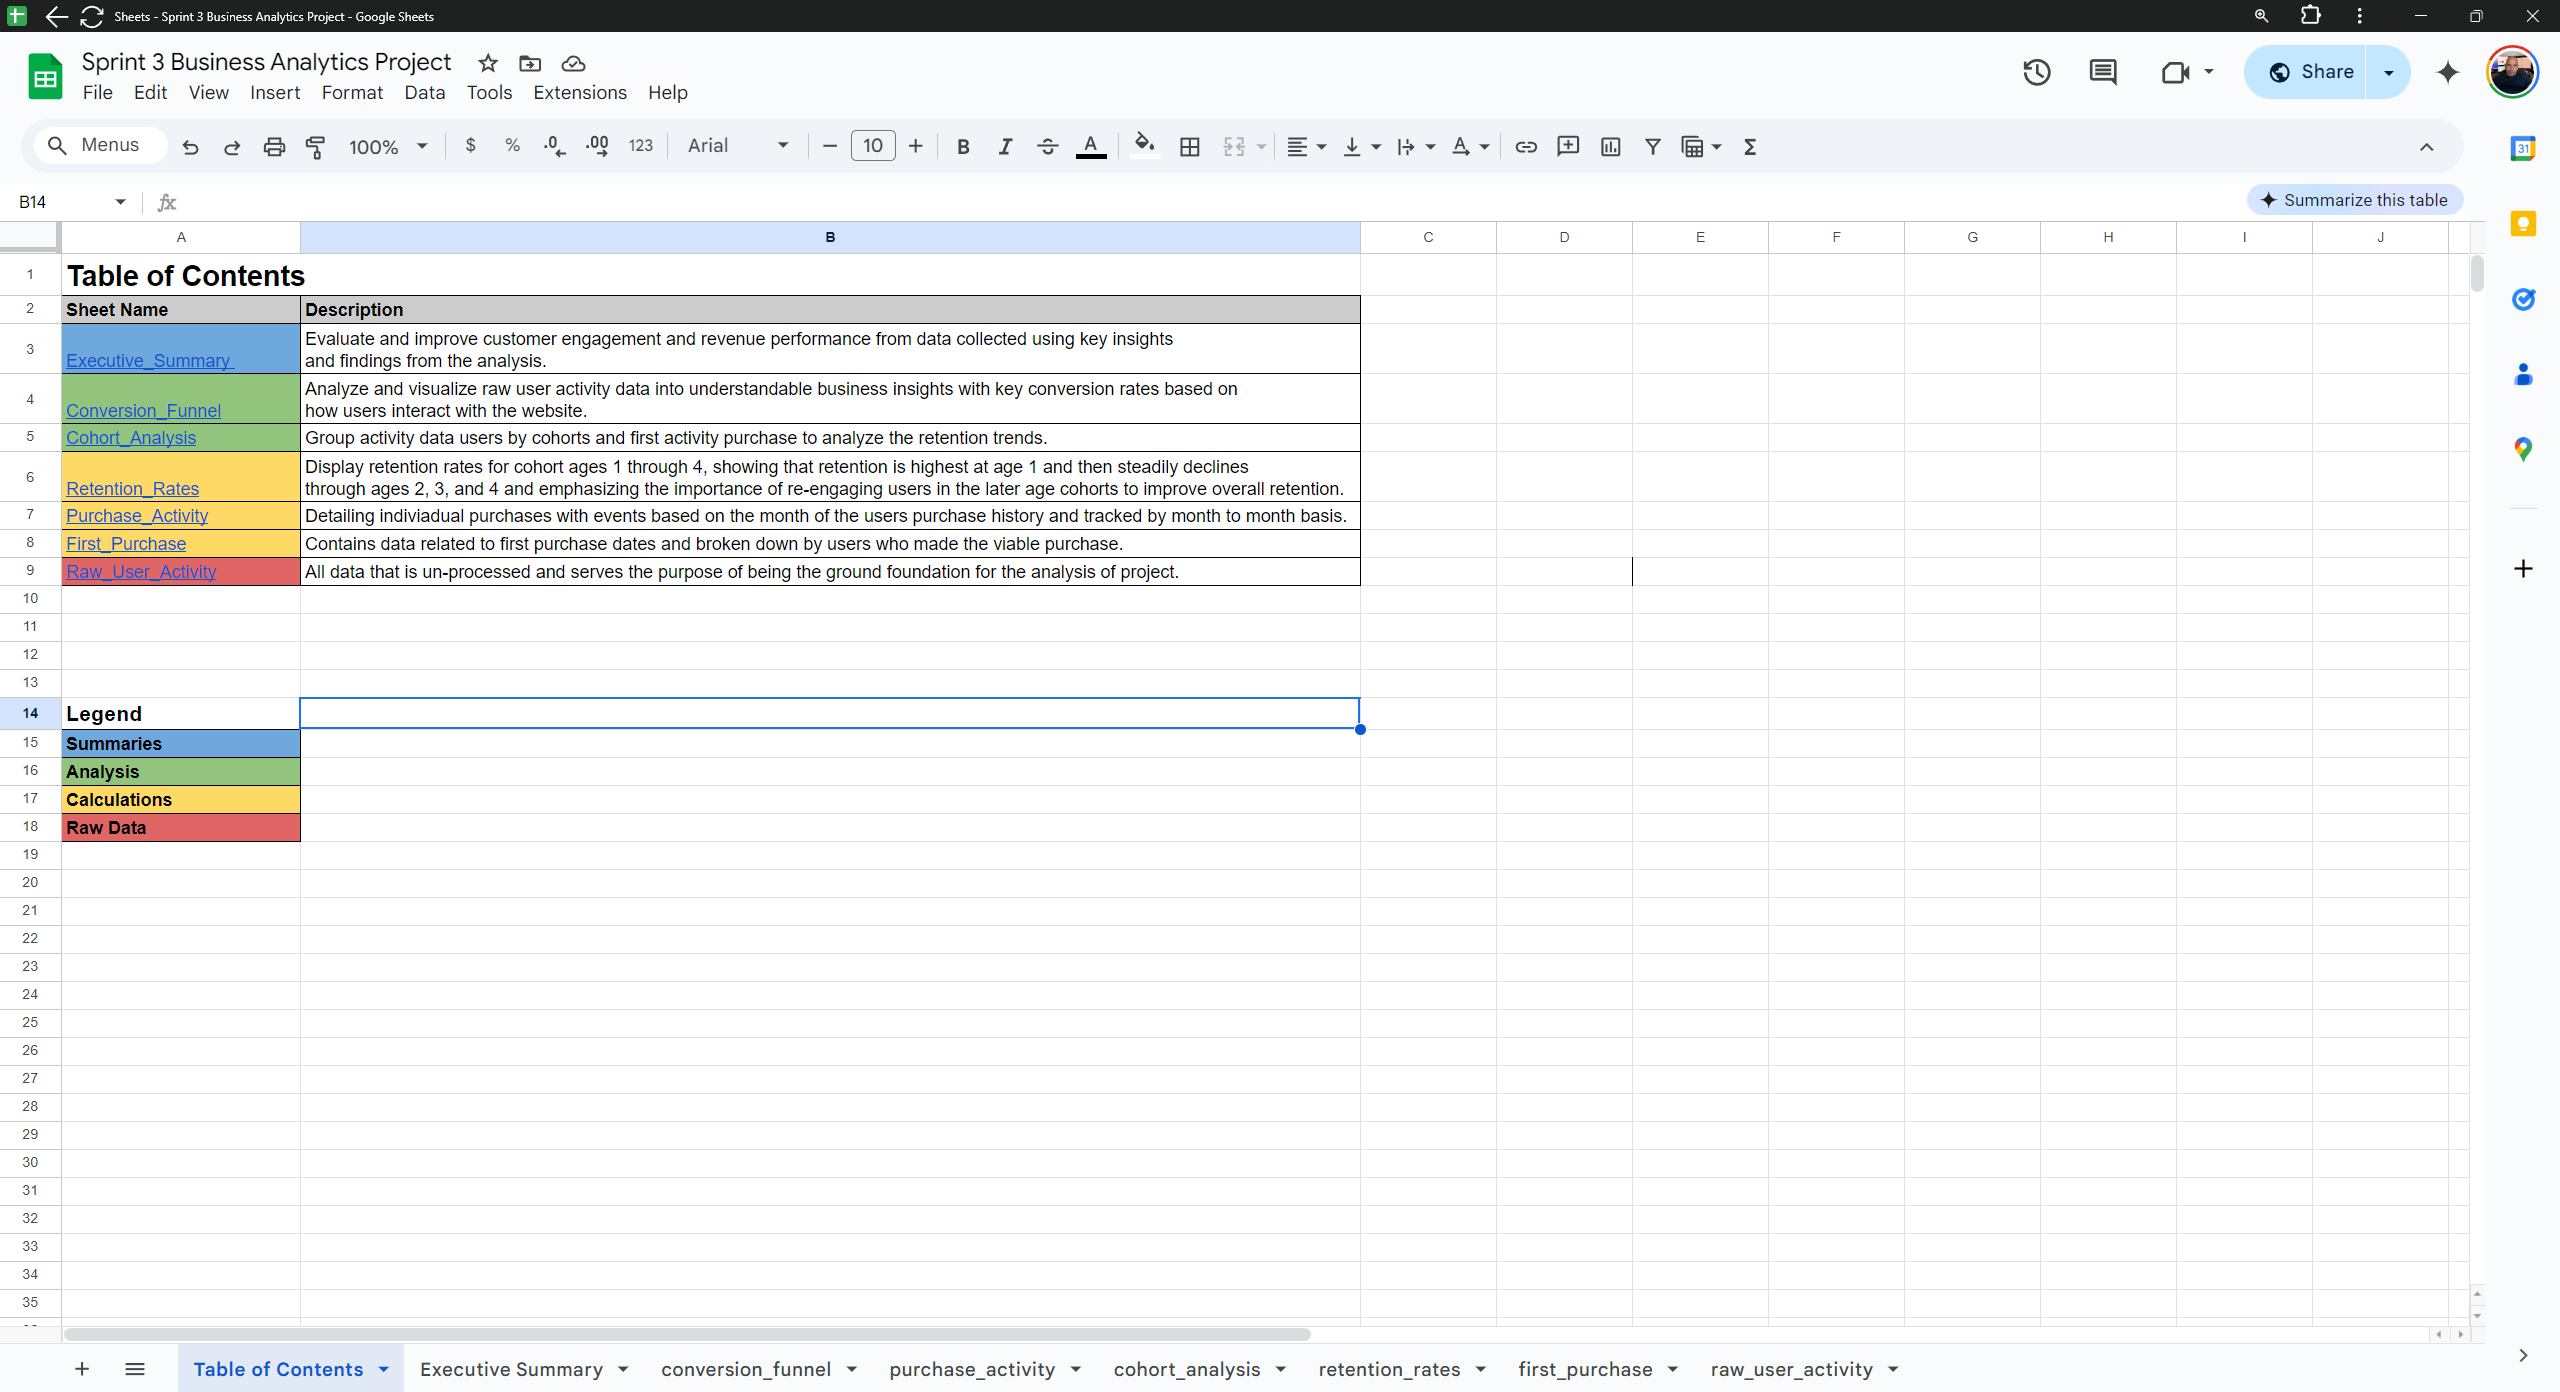 Sheets - Sprint 3 Business Analytics Project - Google Sheets
Sprint 3 Business Analytics Project
File Edit View Insert Format Data Tools Extensions Help
Share
Menus 100% $ % .0 .00 123 Arial 10 B I A Σ
31
B14 fx
Summarize this table
A B C D E F G H I J
1 Table of Contents
2 Sheet Name Description
3 Executive_Summary Evaluate and improve customer engagement and revenue performance from data collected using key insights
and findings from the analysis.
4 Conversion_Funnel Analyze and visualize raw user activity data into understandable business insights with key conversion rates based on
how users interact with the website.
5 Cohort_Analysis Group activity data users by cohorts and first activity purchase to analyze the retention trends.
6 Retention_Rates Display retention rates for cohort ages 1 through 4, showing that retention is highest at age 1 and then steadily declines
through ages 2, 3, and 4 and emphasizing the importance of re-engaging users in the later age cohorts to improve overall retention.
7 Purchase_Activity Detailing indiviadual purchases with events based on the month of the users purchase history and tracked by month to month basis.
8 First_Purchase Contains data related to first purchase dates and broken down by users who made the viable purchase.
9 Raw_User_Activity All data that is un-processed and serves the purpose of being the ground foundation for the analysis of project.
10
11
12
13
14 Legend
15 Summaries
16 Analysis
17 Calculations
18 Raw Data
19
20
21
22
23
24
25
26
27
28
29
30
31
32
33
34
35
Table of Contents Executive Summary conversion_funnel purchase_activity cohort_analysis retention_rates first_purchase raw_user_activity